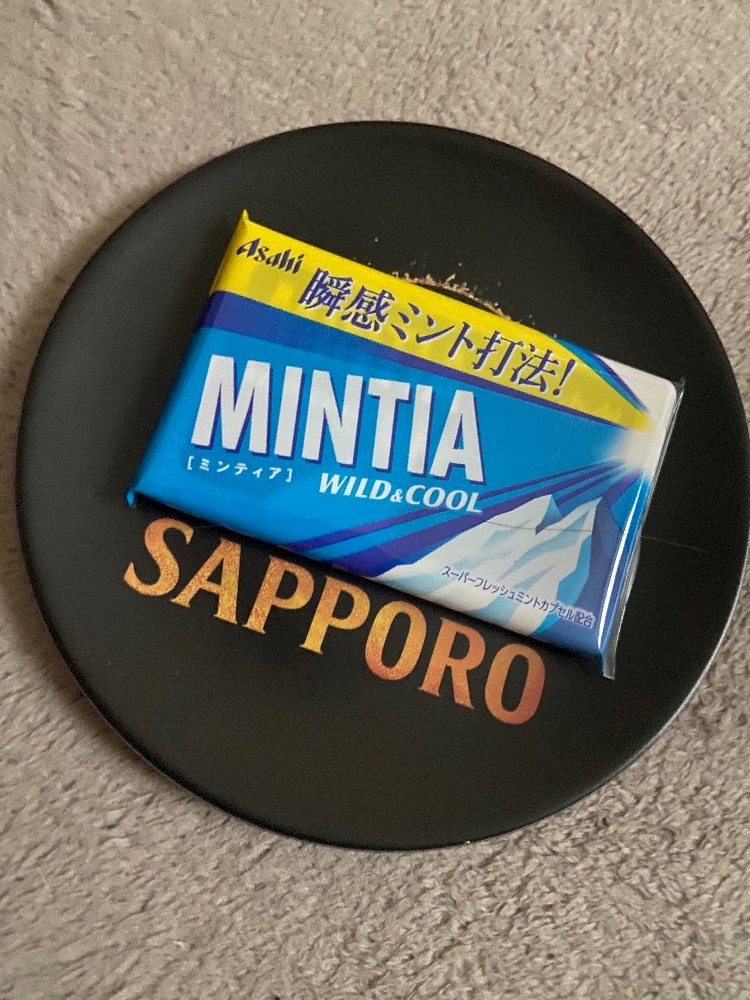 Asahi
瞬感ミント打法!
MINTIA
[ミンティア]
WILD&COOL
スーパーフレッシュミントカプセル配合
SAPPORO